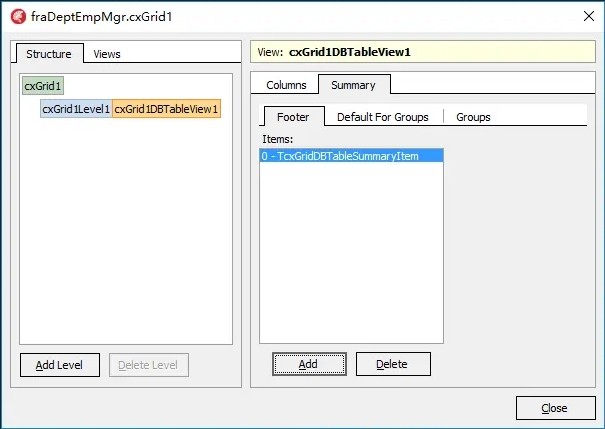 fraDeptEmpMgr.cxGrid1
Structure
Views
cxGrid1
cxGrid1Level1 cxGrid1DBTableView1
Add Level
Delete Level
View: cxGrid1DBTableView1
Columns
Summary
Footer
Default For Groups
Groups
Items:
0 - TcxGridDBTableSummaryItem
Add
Delete
Close